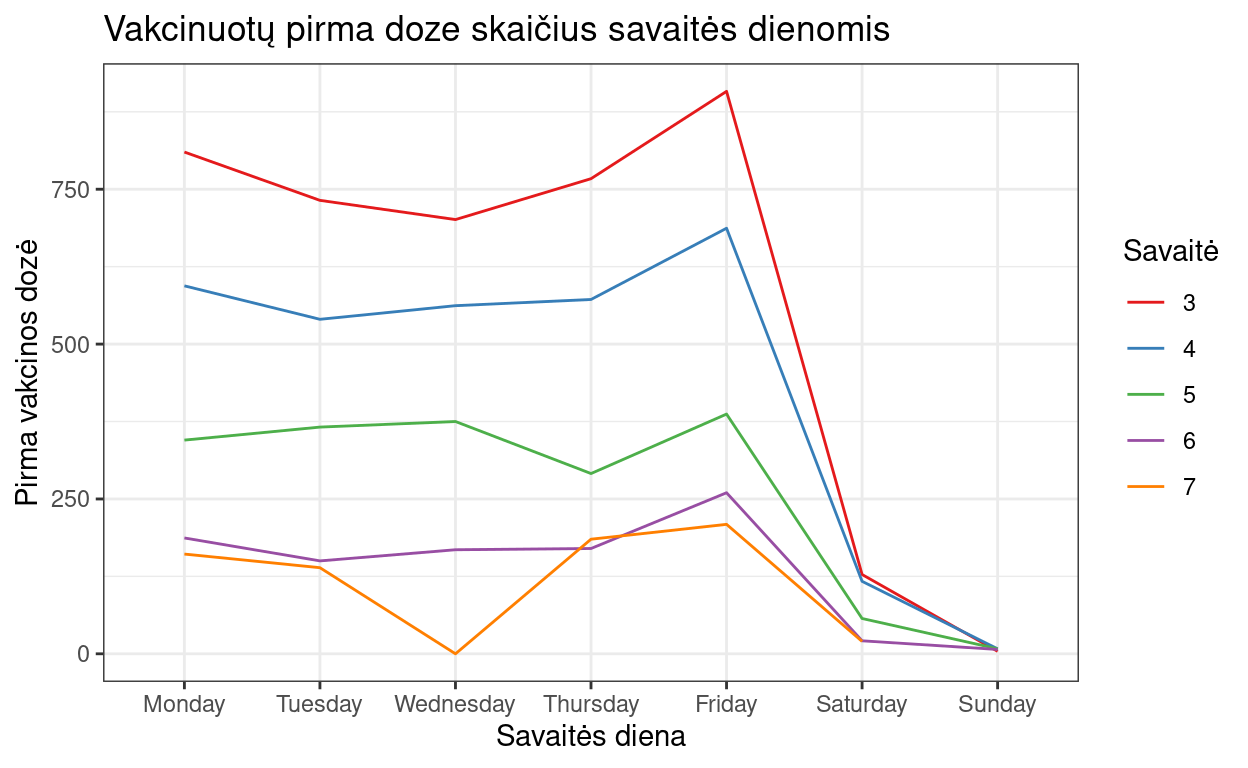 Vakcinuotų pirma doze skaičius savaitės dienomis
Pirma vakcinos dozė
750
500
250
0
Monday Tuesday Wednesday Thursday Friday Saturday Sunday
Savaitės diena
Savaitė
3
4
5
6
7